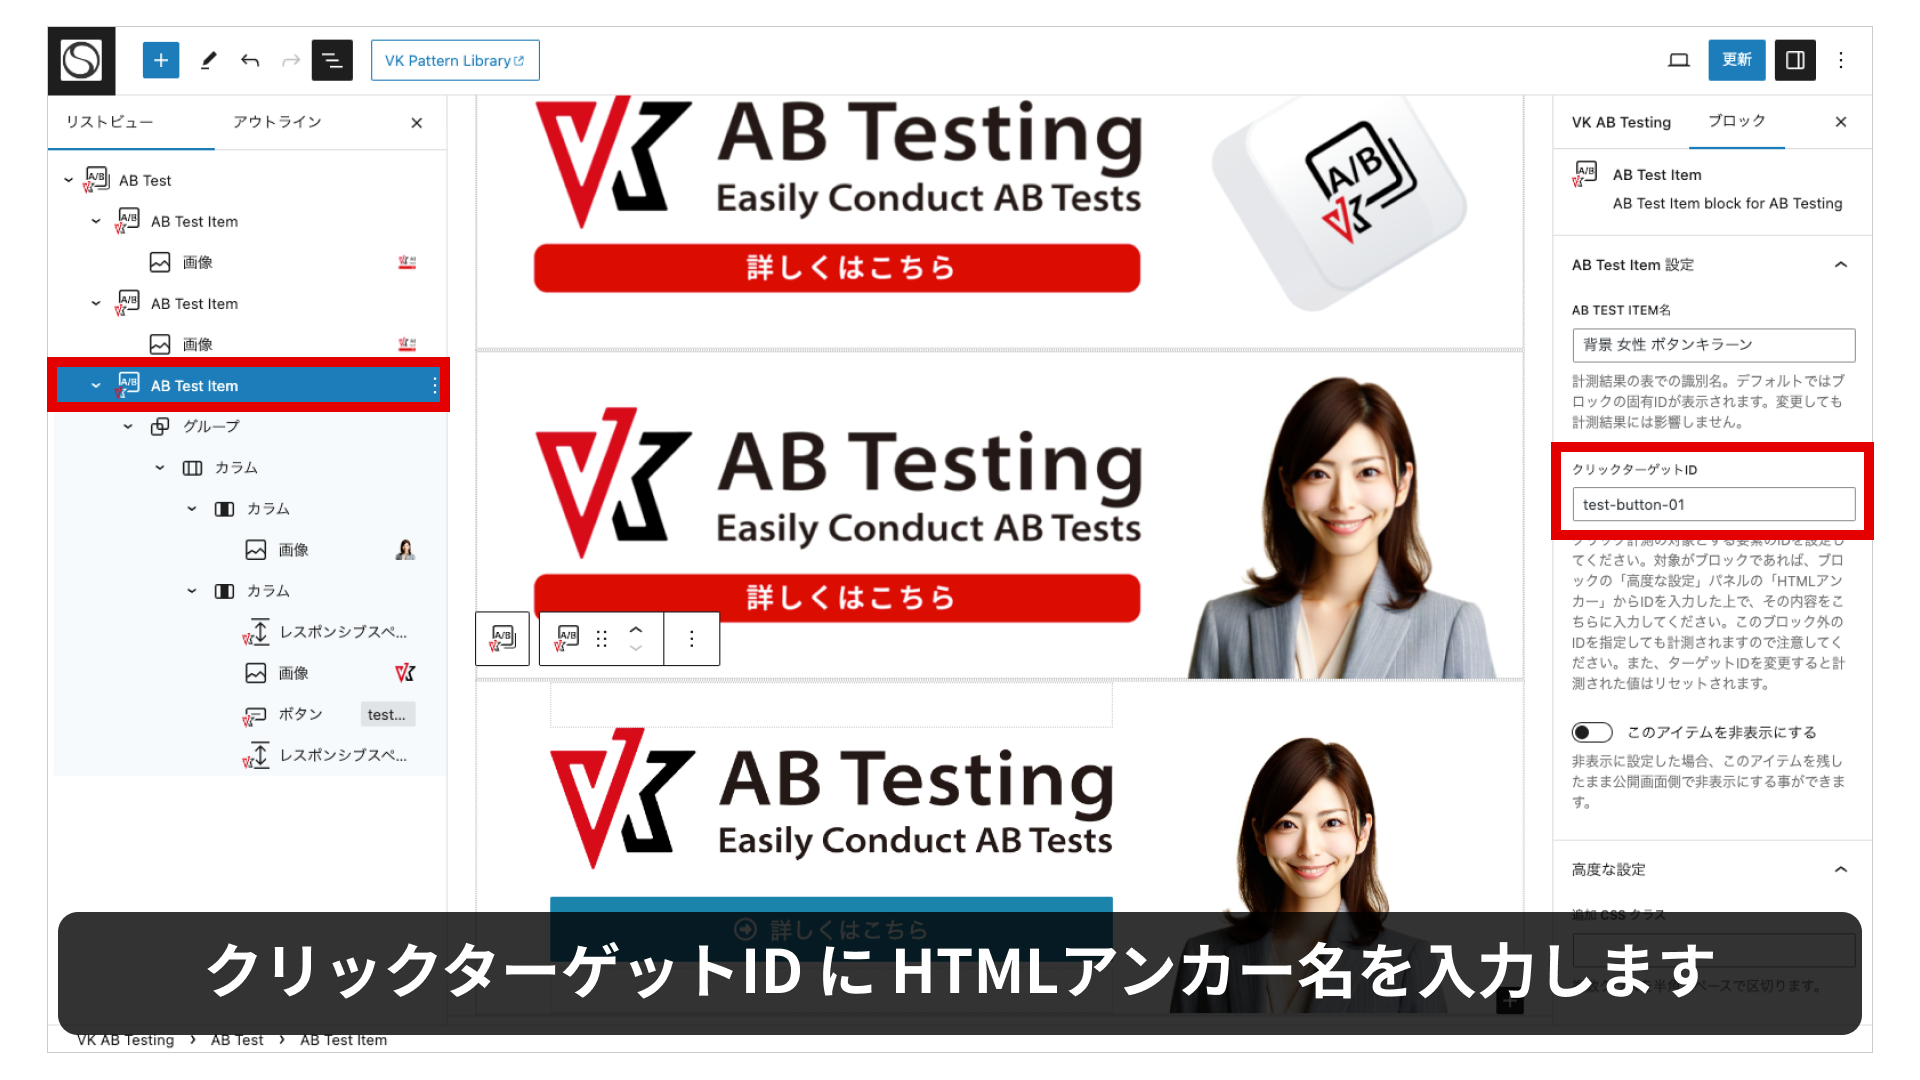 VK Pattern Library
更新
リストビュー
アウトライン
AB Test
AB Test Item
画像
AB Test Item
画像
AB Test Item
グループ
カラム
カラム
画像
カラム
レスポンシブスペ...
画像
ボタン
test...
レスポンシブスペ...
AB Testing
Easily Conduct AB Tests
詳しくはこちら
A/B
AB Testing
Easily Conduct AB Tests
詳しくはこちら
AB Testing
Easily Conduct AB Tests
詳しくはこちら
VK AB Testing
ブロック
AB Test Item
AB Test Item block for AB Testing
AB Test Item 設定
AB TEST ITEM名
背景 女性 ボタンキラーン
計測結果の表での識別名。デフォルトではブ
ロックの固有IDが表示されます。変更しても
計測結果には影響しません。
クリックターゲットID
test-button-01
クリック計測の対象とする要素のIDを設定し
てください。対象がブロックであれば、ブロ
ックの「高度な設定」パネルの「HTMLアン
カー」からIDを入力した上で、その内容をこ
ちらに入力してください。このブロック外の
IDを指定しても計測されますので注意してく
ださい。また、ターゲットIDを変更すると計
測された値はリセットされます。
このアイテムを非表示にする
非表示に設定した場合、このアイテムを残し
たまま公開画面側で非表示にする事ができま
す。
高度な設定
追加 CSS クラス
クリックターゲットID に HTMLアンカー名を入力します
VK AB Testing › AB Test › AB Test Item